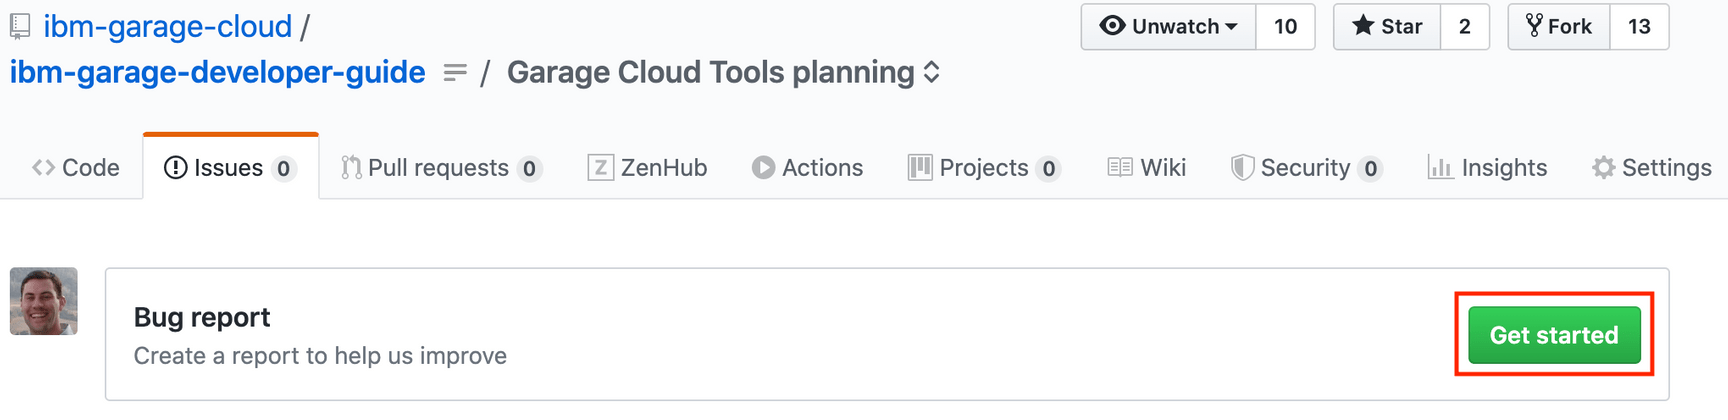 ibm-garage-cloud /
Unwatch 10 Star 2 Fork 13
ibm-garage-developer-guide / Garage Cloud Tools planning
Code Issues 0 Pull requests 0 Z ZenHub Actions Projects 0 Wiki Security 0 Insights Settings
Bug report
Create a report to help us improve
Get started